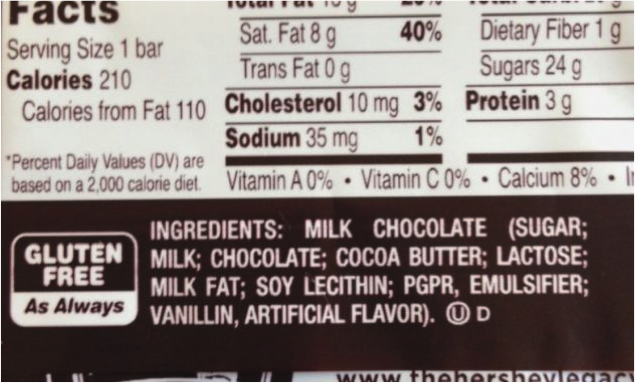 Facts
Serving Size 1 bar
Calories 210
Calories from Fat 110
*Percent Daily Values (DV) are
based on a 2,000 calorie diet.
Sat. Fat 8 g 40%
Trans Fat 0 g
Cholesterol 10 mg 3%
Sodium 35 mg 1%
Dietary Fiber 1 g
Sugars 24 g
Protein 3 g
Vitamin A 0% • Vitamin C 0% • Calcium 8% •
GLUTEN
FREE
As Always
INGREDIENTS: MILK CHOCOLATE (SUGAR;
MILK; CHOCOLATE; COCOA BUTTER; LACTOSE;
MILK FAT; SOY LECITHIN; PGPR, EMULSIFIER;
VANILLIN, ARTIFICIAL FLAVOR). Ⓤ D
www.thehersheylegacy